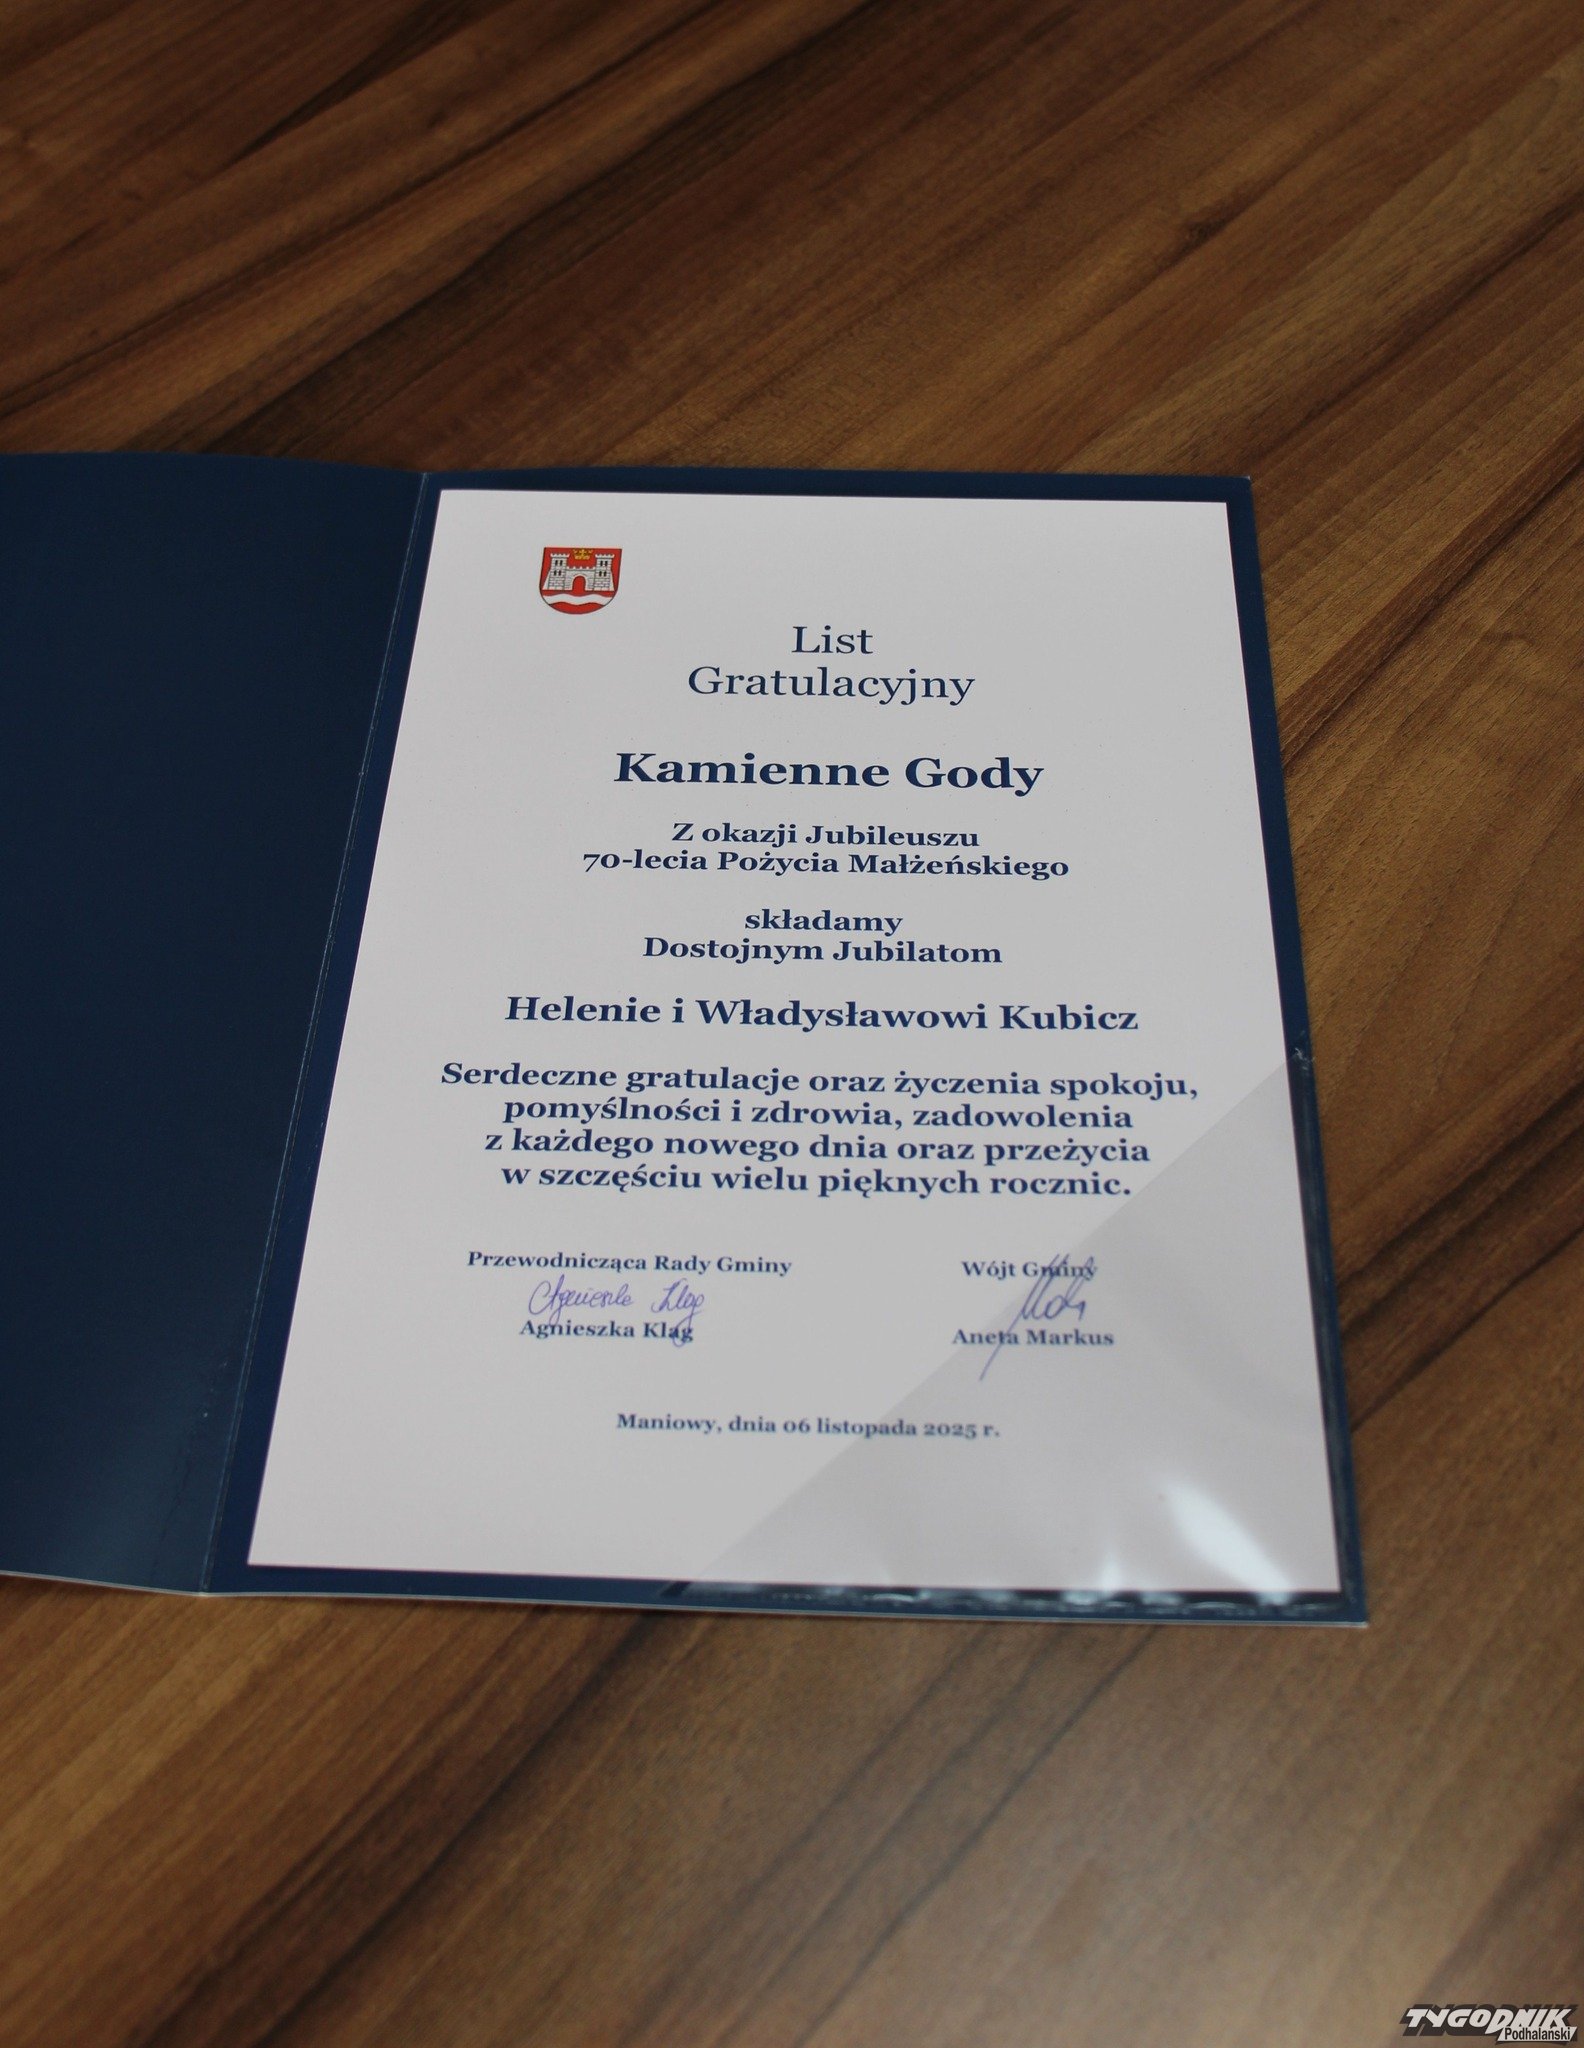 List
Gratulacyjny
Kamienne Gody
Z okazji Jubileuszu
70-lecia Pożycia Małżeńskiego
składamy
Dostojnym Jubilatom
Helenie i Władysławowi Kubicz
Serdeczne gratulacje oraz życzenia spokoju,
pomyślności i zdrowia, zadowolenia
z każdego nowego dnia oraz przeżycia
w szczęściu wielu pięknych rocznic.
Przewodnicząca Rady Gminy
Agnieszka Klag
Agnieszka Klag
Wójt Gminy
Aneta Markus
Maniowy, dnia 06 listopada 2025 r.
TYGODNIK
Podhalański